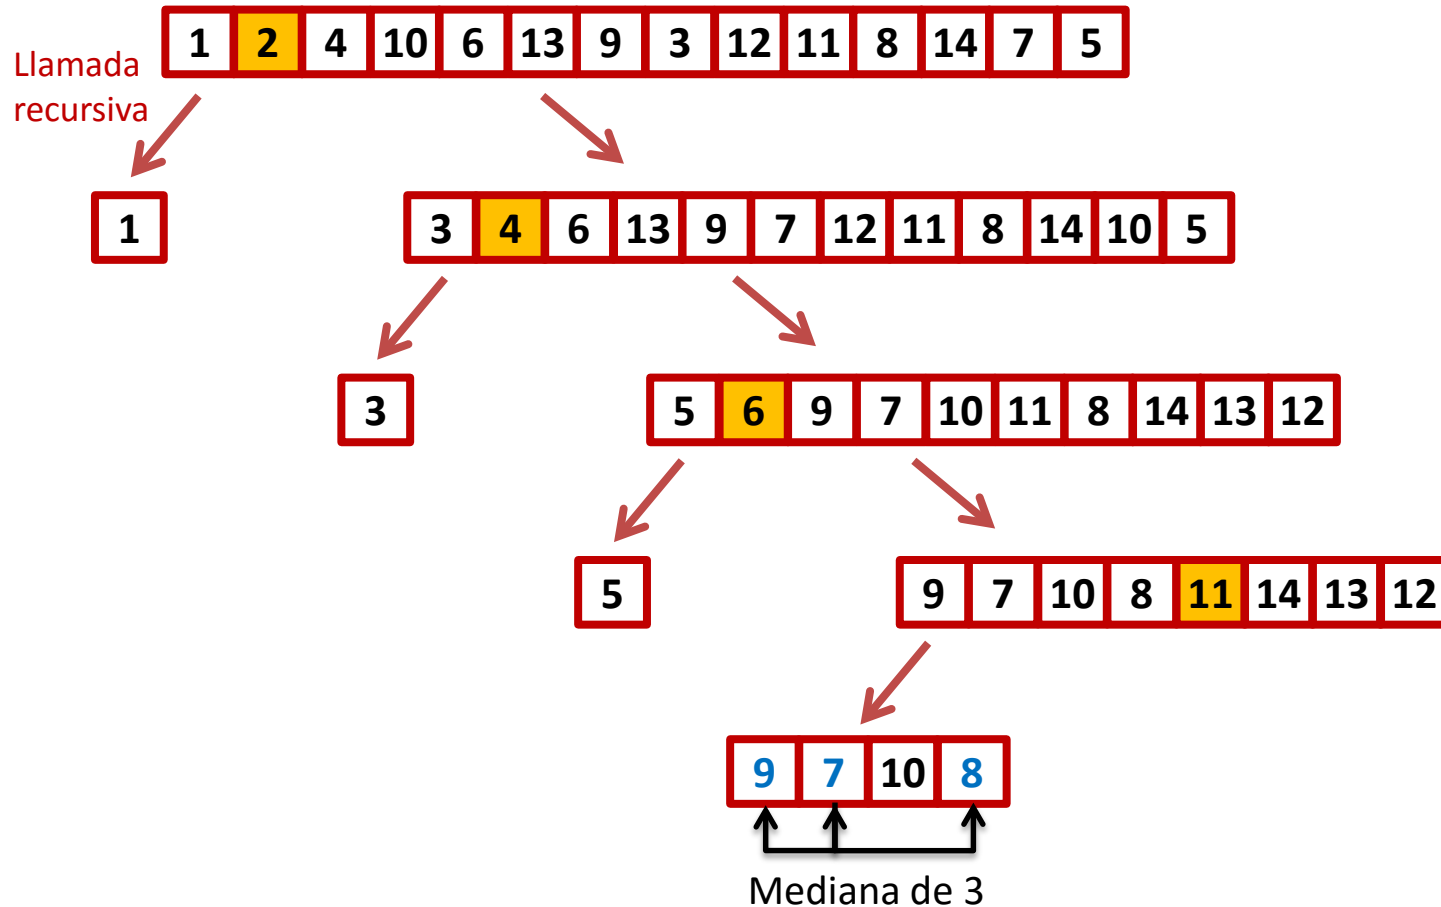 1 2 4 10 6 13 9 3 12 11 8 14 7 5
Llamada
recursiva
1
3 4 6 13 9 7 12 11 8 14 10 5
3
5 6 9 7 10 11 8 14 13 12
5
9 7 10 8 11 14 13 12
9 7 10 8
Mediana de 3